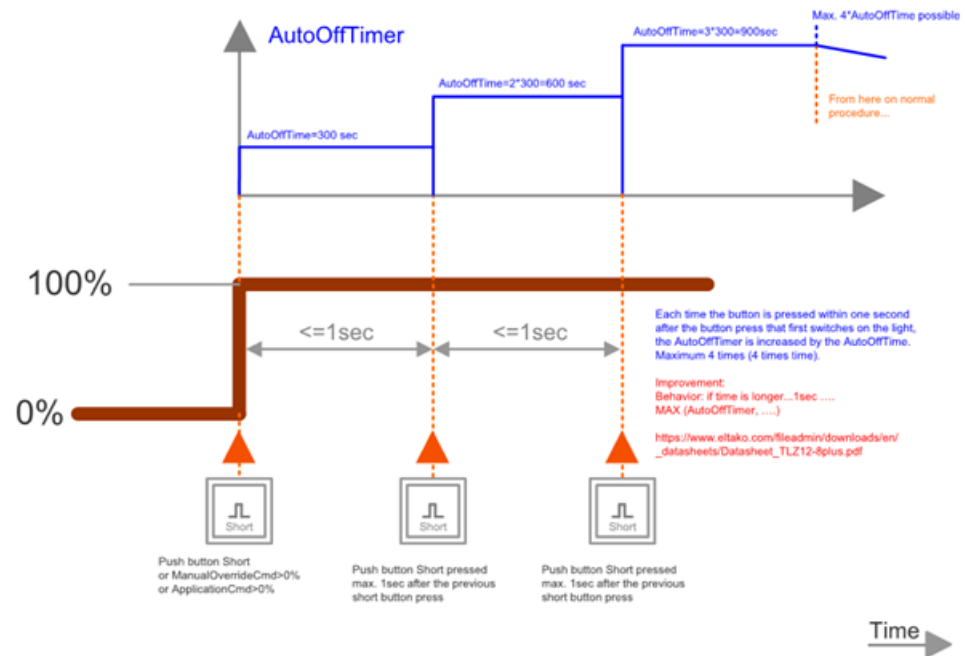 Max. 4*AutoOffTime possible
AutoOffTimer
AutoOffTime=3*300=900sec
AutoOffTime=2*300=600 sec
From here on normal
procedure...
AutoOffTime=300 sec
100%
<=1sec
<=1sec
0%
Each time the button is pressed within one second
after the button press that first switches on the light,
the AutoOffTimer is increased by the AutoOffTime.
Maximum 4 times (4 times time).
Improvement:
Behavior: if time is longer...1sec ....
MAX (AutoOffTimer, ....)
https://www.eltako.com/fileadmin/downloads/en/
_datasheets/Datasheet_TLZ12-8plus.pdf
Short
Short
Short
Push button Short
or ManualOverrideCmd>0%
or ApplicationCmd>0%
Push button Short pressed
max. 1sec after the previous
short button press
Push button Short pressed
max. 1sec after the previous
short button press
Time